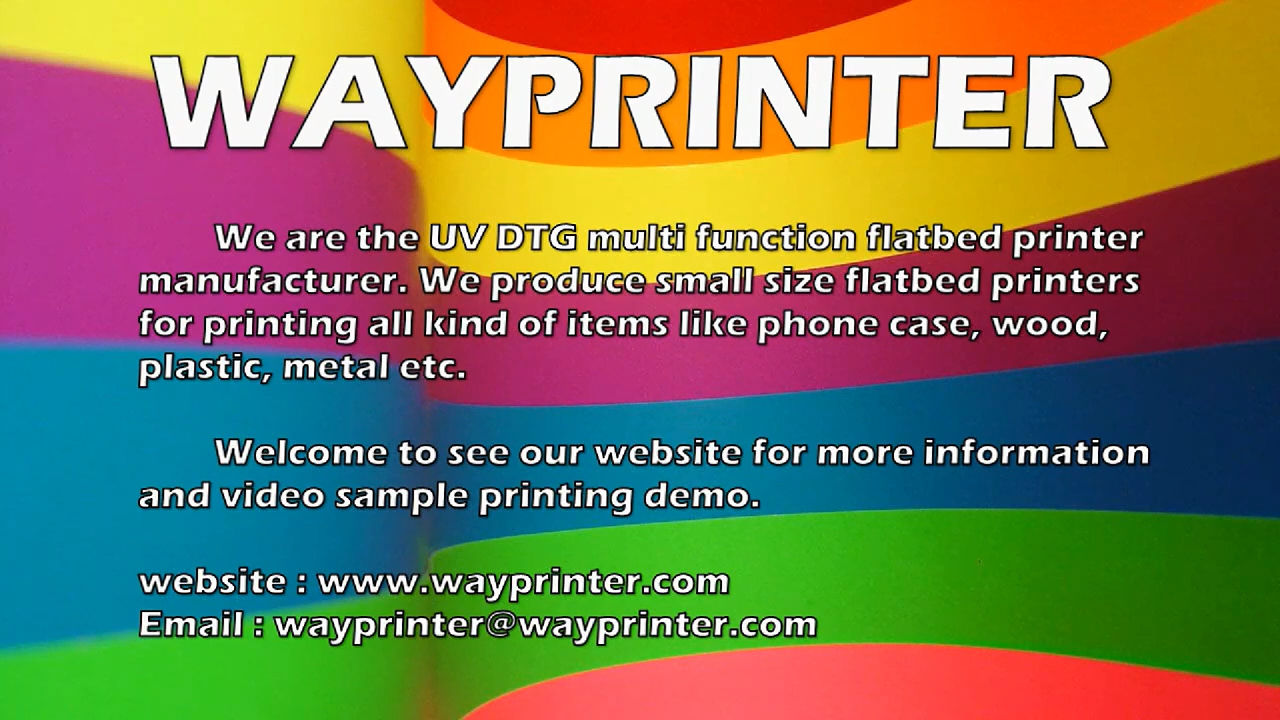 WAYPRINTER
We are the UV DTG multi function flatbed printer
manufacturer. We produce small size flatbed printers
for printing all kind of items like phone case, wood,
plastic, metal etc.
Welcome to see our website for more information
and video sample printing demo.
website : www.wayprinter.com
Email : wayprinter@wayprinter.com